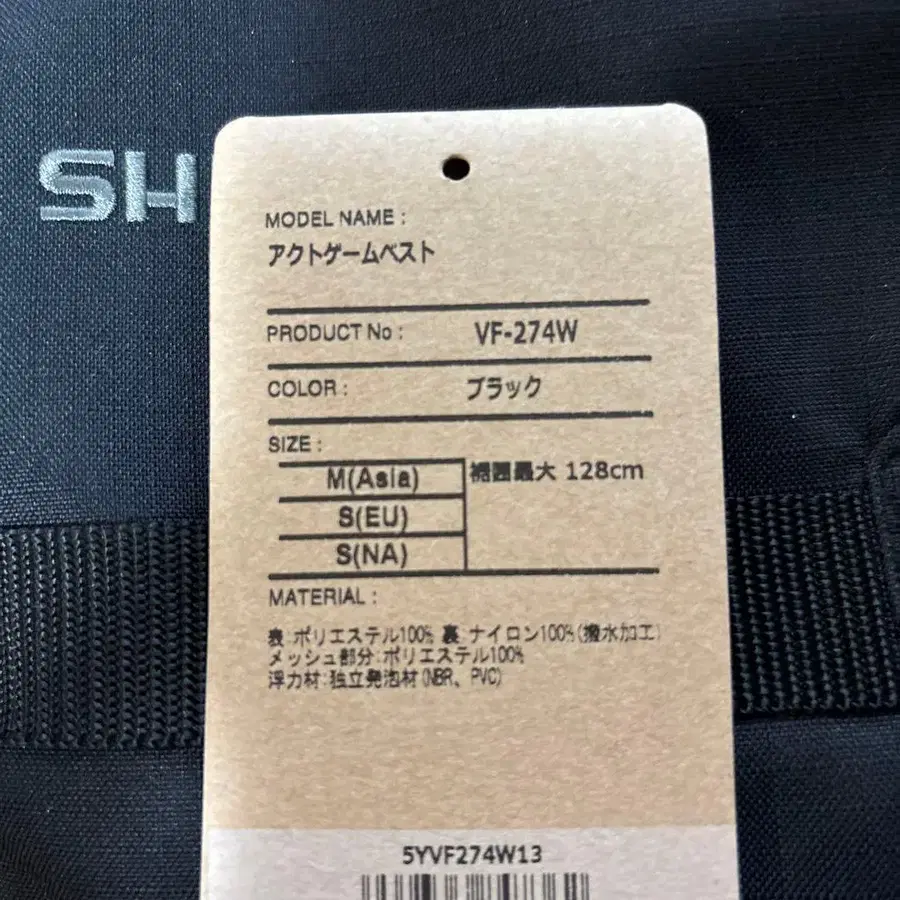 SH
MODEL NAME :
アクトゲームベスト
PRODUCT No : VF-274W
COLOR : ブラック
SIZE :
M(Asia) 裾囲最大 128cm
S(EU)
S(NA)
MATERIAL :
表:ポリエステル100% 裏:ナイロン100%(撥水加工)
メッシュ部分:ポリエステル100%
浮力材:独立発泡材(NBR、PVC)
5YVF274W13